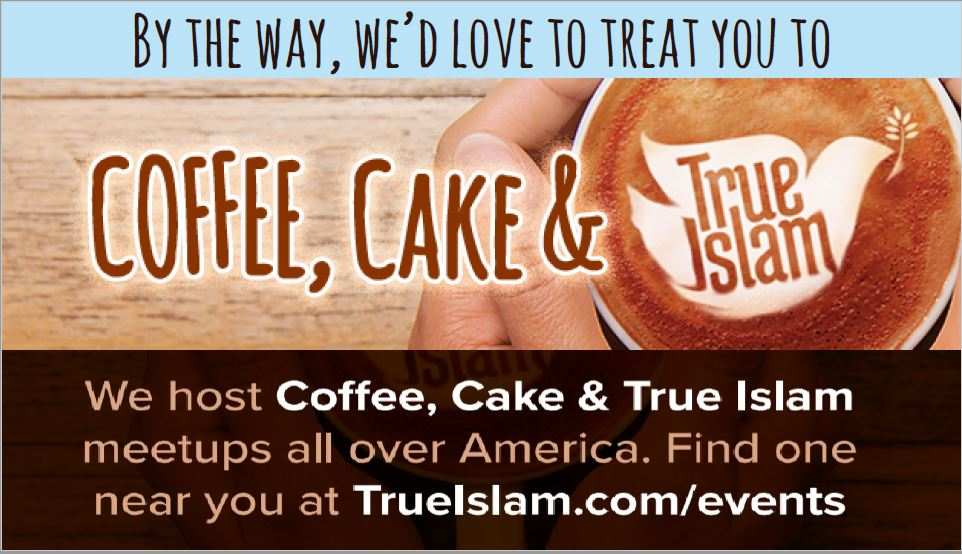 By the way, we'd love to treat you to
Coffee, Cake &
True
Islam
We host Coffee, Cake & True Islam
meetups all over America. Find one
near you at TrueIslam.com/events